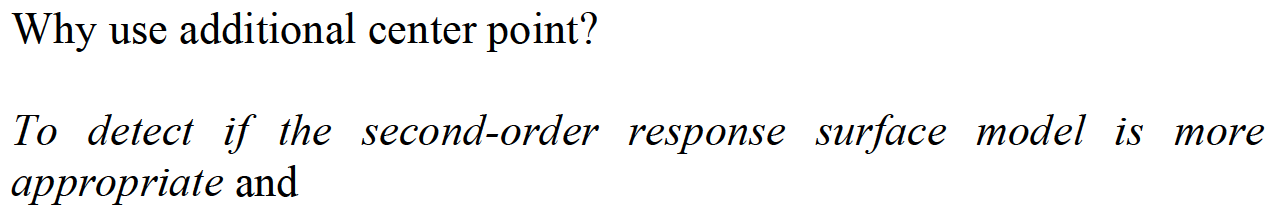 Why use additional center point?
To detect if the second-order response surface model is more
appropriate and